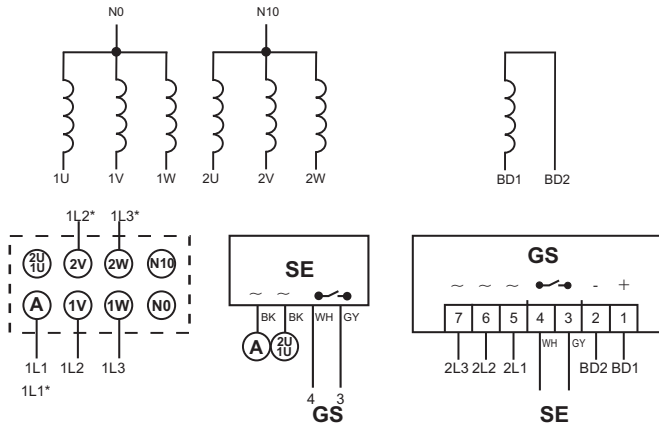 N0 N10
1U 1V 1W 2U 2V 2W BD1 BD2
1L2* 1L3*
2U 1U 2V 2W N10
A 1V 1W N0
1L1 1L2 1L3
1L1*
SE
~ ~
BK BK WH GY
A 2U 1U
4 3
GS
GS
~ ~ ~ - +
7 6 5 4 3 2 1
WH GY
2L3 2L2 2L1 BD2 BD1
SE